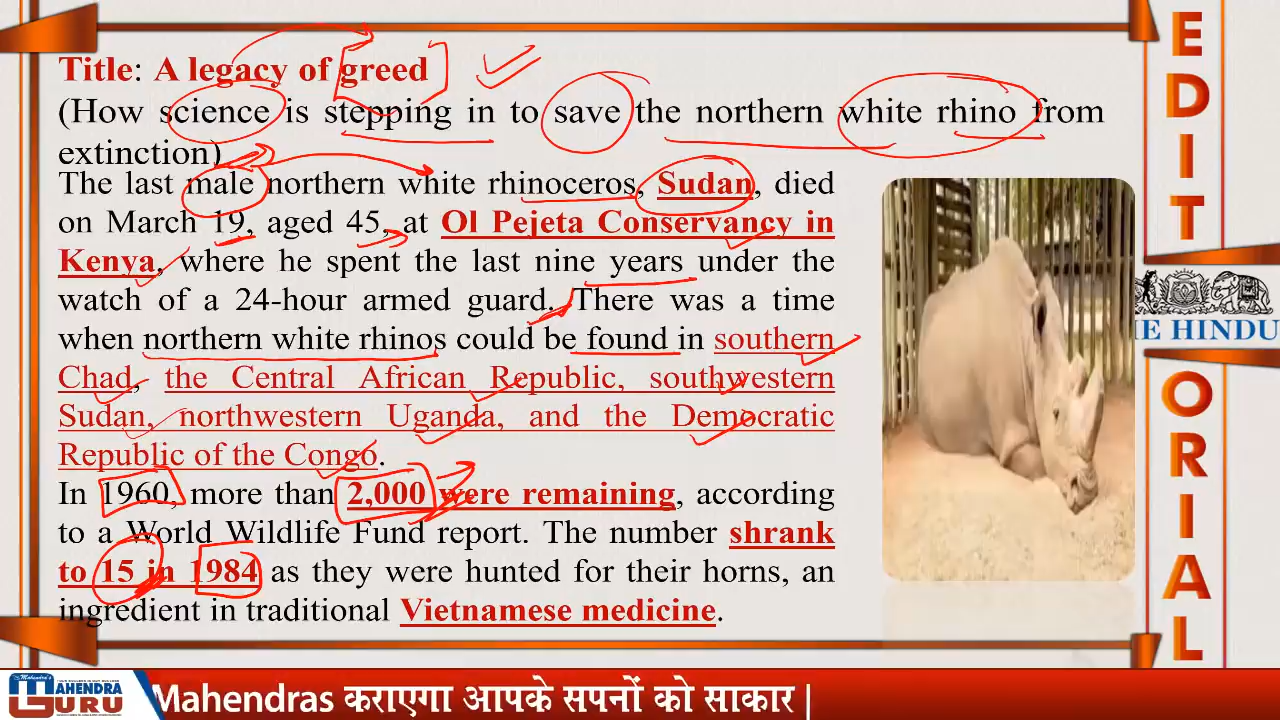 Title: A legacy of greed
(How science is stepping in to save the northern white rhino from
extinction)
The last male northern white rhinoceros, Sudan, died
on March 19, aged 45, at Ol Pejeta Conservancy in
Kenya, where he spent the last nine years under the
watch of a 24-hour armed guard. There was a time
when northern white rhinos could be found in southern
Chad, the Central African Republic, southwestern
Sudan, northwestern Uganda, and the Democratic
Republic of the Congo.
In 1960, more than 2,000 were remaining, according
to a World Wildlife Fund report. The number shrank
to 15 in 1984 as they were hunted for their horns, an
ingredient in traditional Vietnamese medicine.
EDIT
HE HINDU
ORIAL
Mahendra's
MAHENDRA
GURU
Mahendras कराएगा आपके सपनों को साकार |